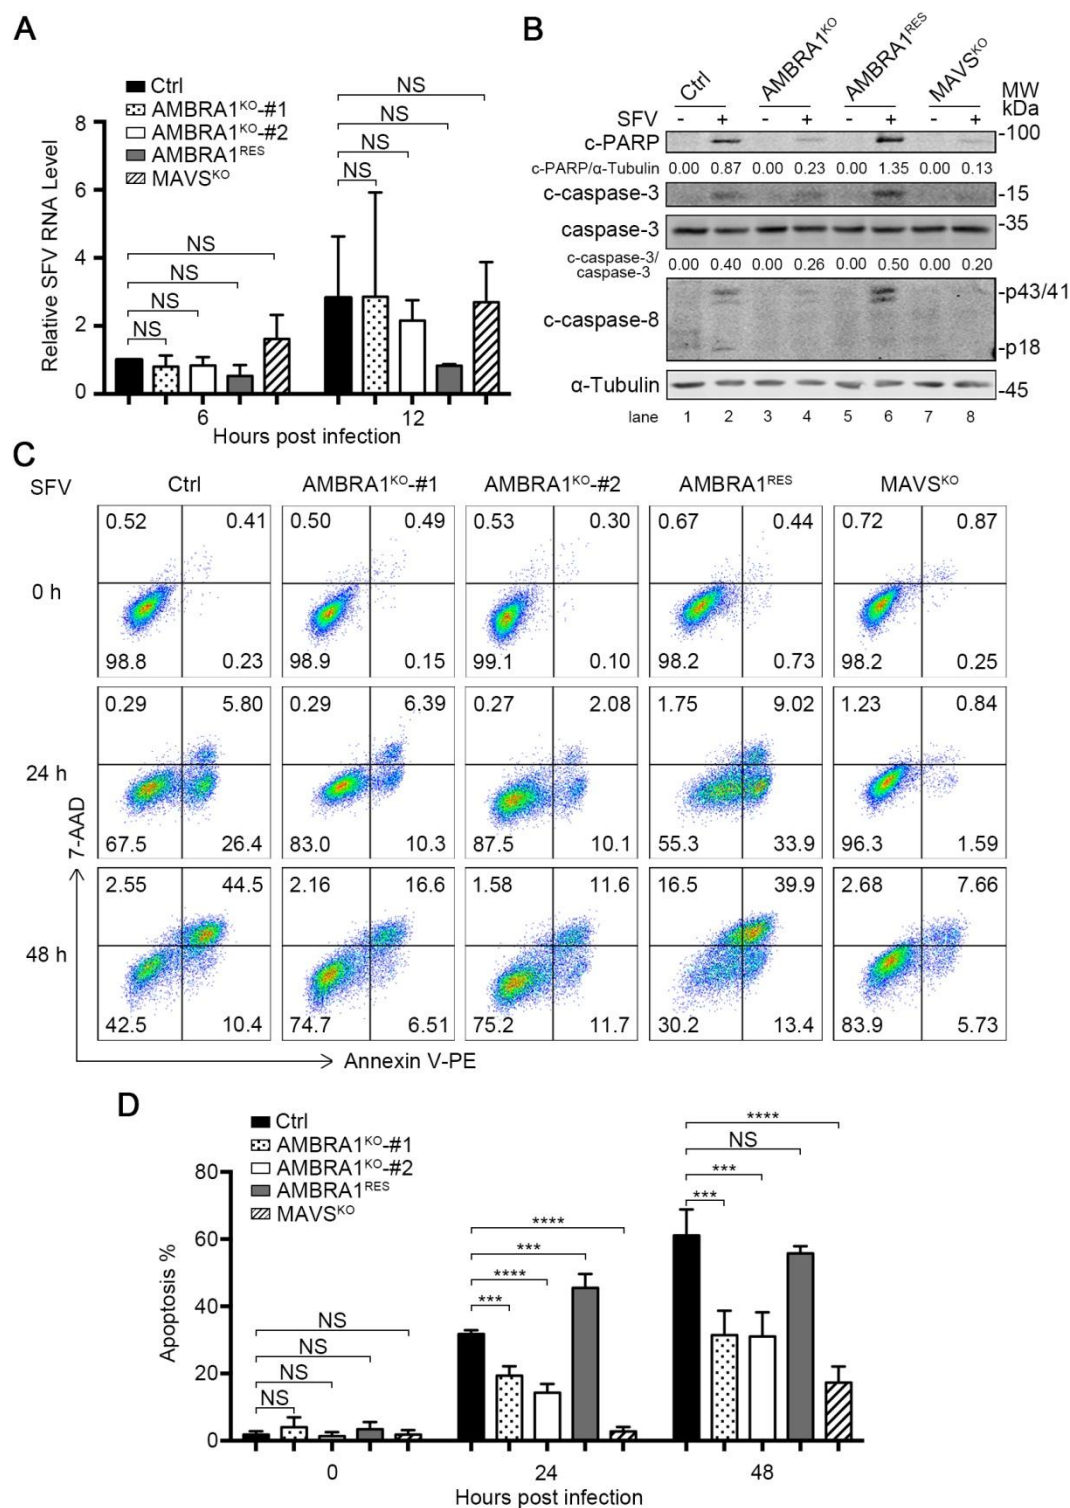 A
Ctrl
AMBRA1KO-#1
AMBRA1KO-#2
AMBRA1RES
MAVSKO
Relative SFV RNA Level
8
6
4
2
0
NS
NS
NS
NS
NS
NS
NS
NS
6 12
Hours post infection
B
Ctrl AMBRA1KO AMBRA1RES MAVSKO
MW
kDa
SFV - + - + - + - +
c-PARP -100
c-PARP/α-Tubulin 0.00 0.87 0.00 0.23 0.00 1.35 0.00 0.13
c-caspase-3 -15
caspase-3 -35
c-caspase-3/
caspase-3 0.00 0.40 0.00 0.26 0.00 0.50 0.00 0.20
-p43/41
c-caspase-8
-p18
α-Tubulin -45
lane 1 2 3 4 5 6 7 8
C
SFV Ctrl AMBRA1KO-#1 AMBRA1KO-#2 AMBRA1RES MAVSKO
0.52 0.41 0.50 0.49 0.53 0.30 0.67 0.44 0.72 0.87
0 h
98.8 0.23 98.9 0.15 99.1 0.10 98.2 0.73 98.2 0.25
0.29 5.80 0.29 6.39 0.27 2.08 1.75 9.02 1.23 0.84
24 h
67.5 26.4 83.0 10.3 87.5 10.1 55.3 33.9 96.3 1.59
2.55 44.5 2.16 16.6 1.58 11.6 16.5 39.9 2.68 7.66
48 h
42.5 10.4 74.7 6.51 75.2 11.7 30.2 13.4 83.9 5.73
7-AAD
Annexin V-PE
D
Ctrl
AMBRA1KO-#1
AMBRA1KO-#2
AMBRA1RES
MAVSKO
Apoptosis %
80
60
40
20
0
NS
NS
NS
NS
****
***
****
***
****
NS
***
***
0 24 48
Hours post infection